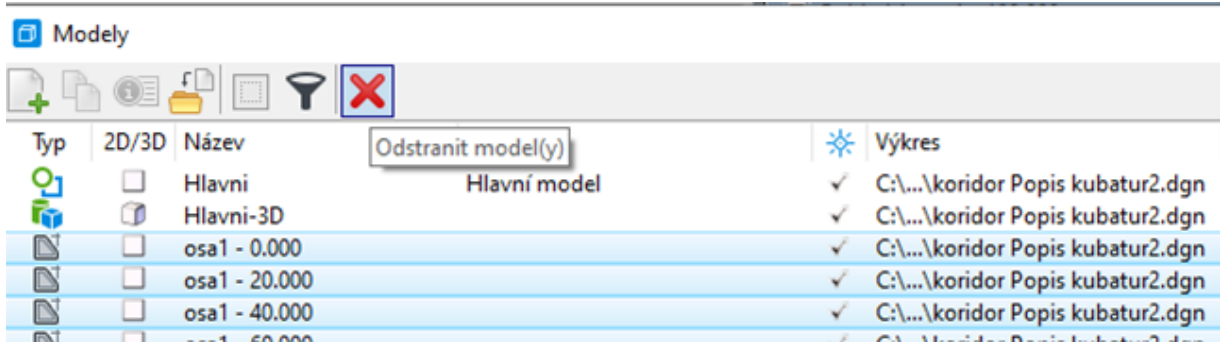 Modely
Typ 2D/3D Název Výkres
Odstranit model(y)
Hlavni Hlavní model C:\...\koridor Popis kubatur2.dgn
Hlavni-3D C:\...\koridor Popis kubatur2.dgn
osa1 - 0.000 C:\...\koridor Popis kubatur2.dgn
osa1 - 20.000 C:\...\koridor Popis kubatur2.dgn
osa1 - 40.000 C:\...\koridor Popis kubatur2.dgn